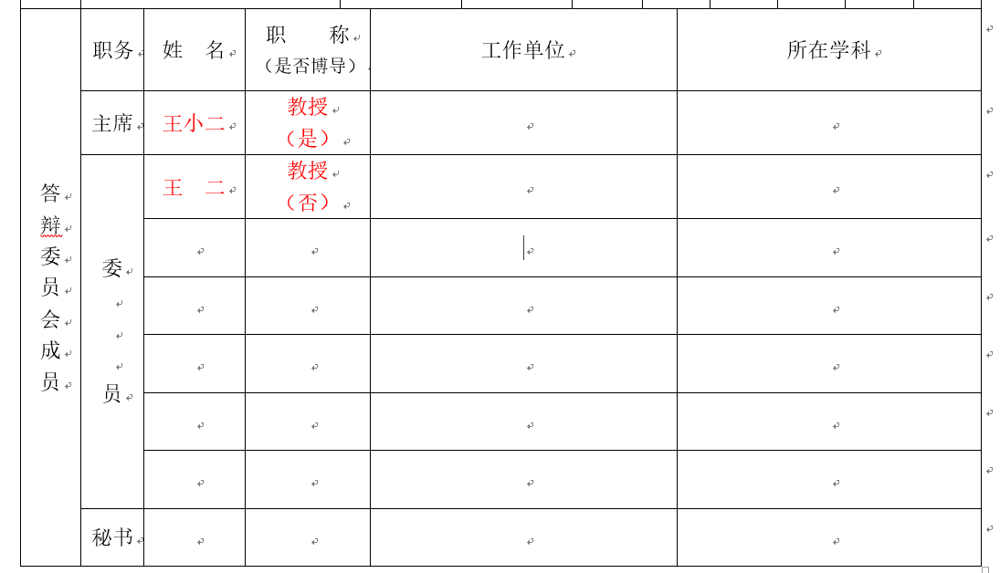 职务 姓 名 职 称 工作单位 所在学科
（是否博导）
主席 王小二 教授
（是）
王 二 教授
（否）
答
辩
委
员
会
成
员
委
员
秘书